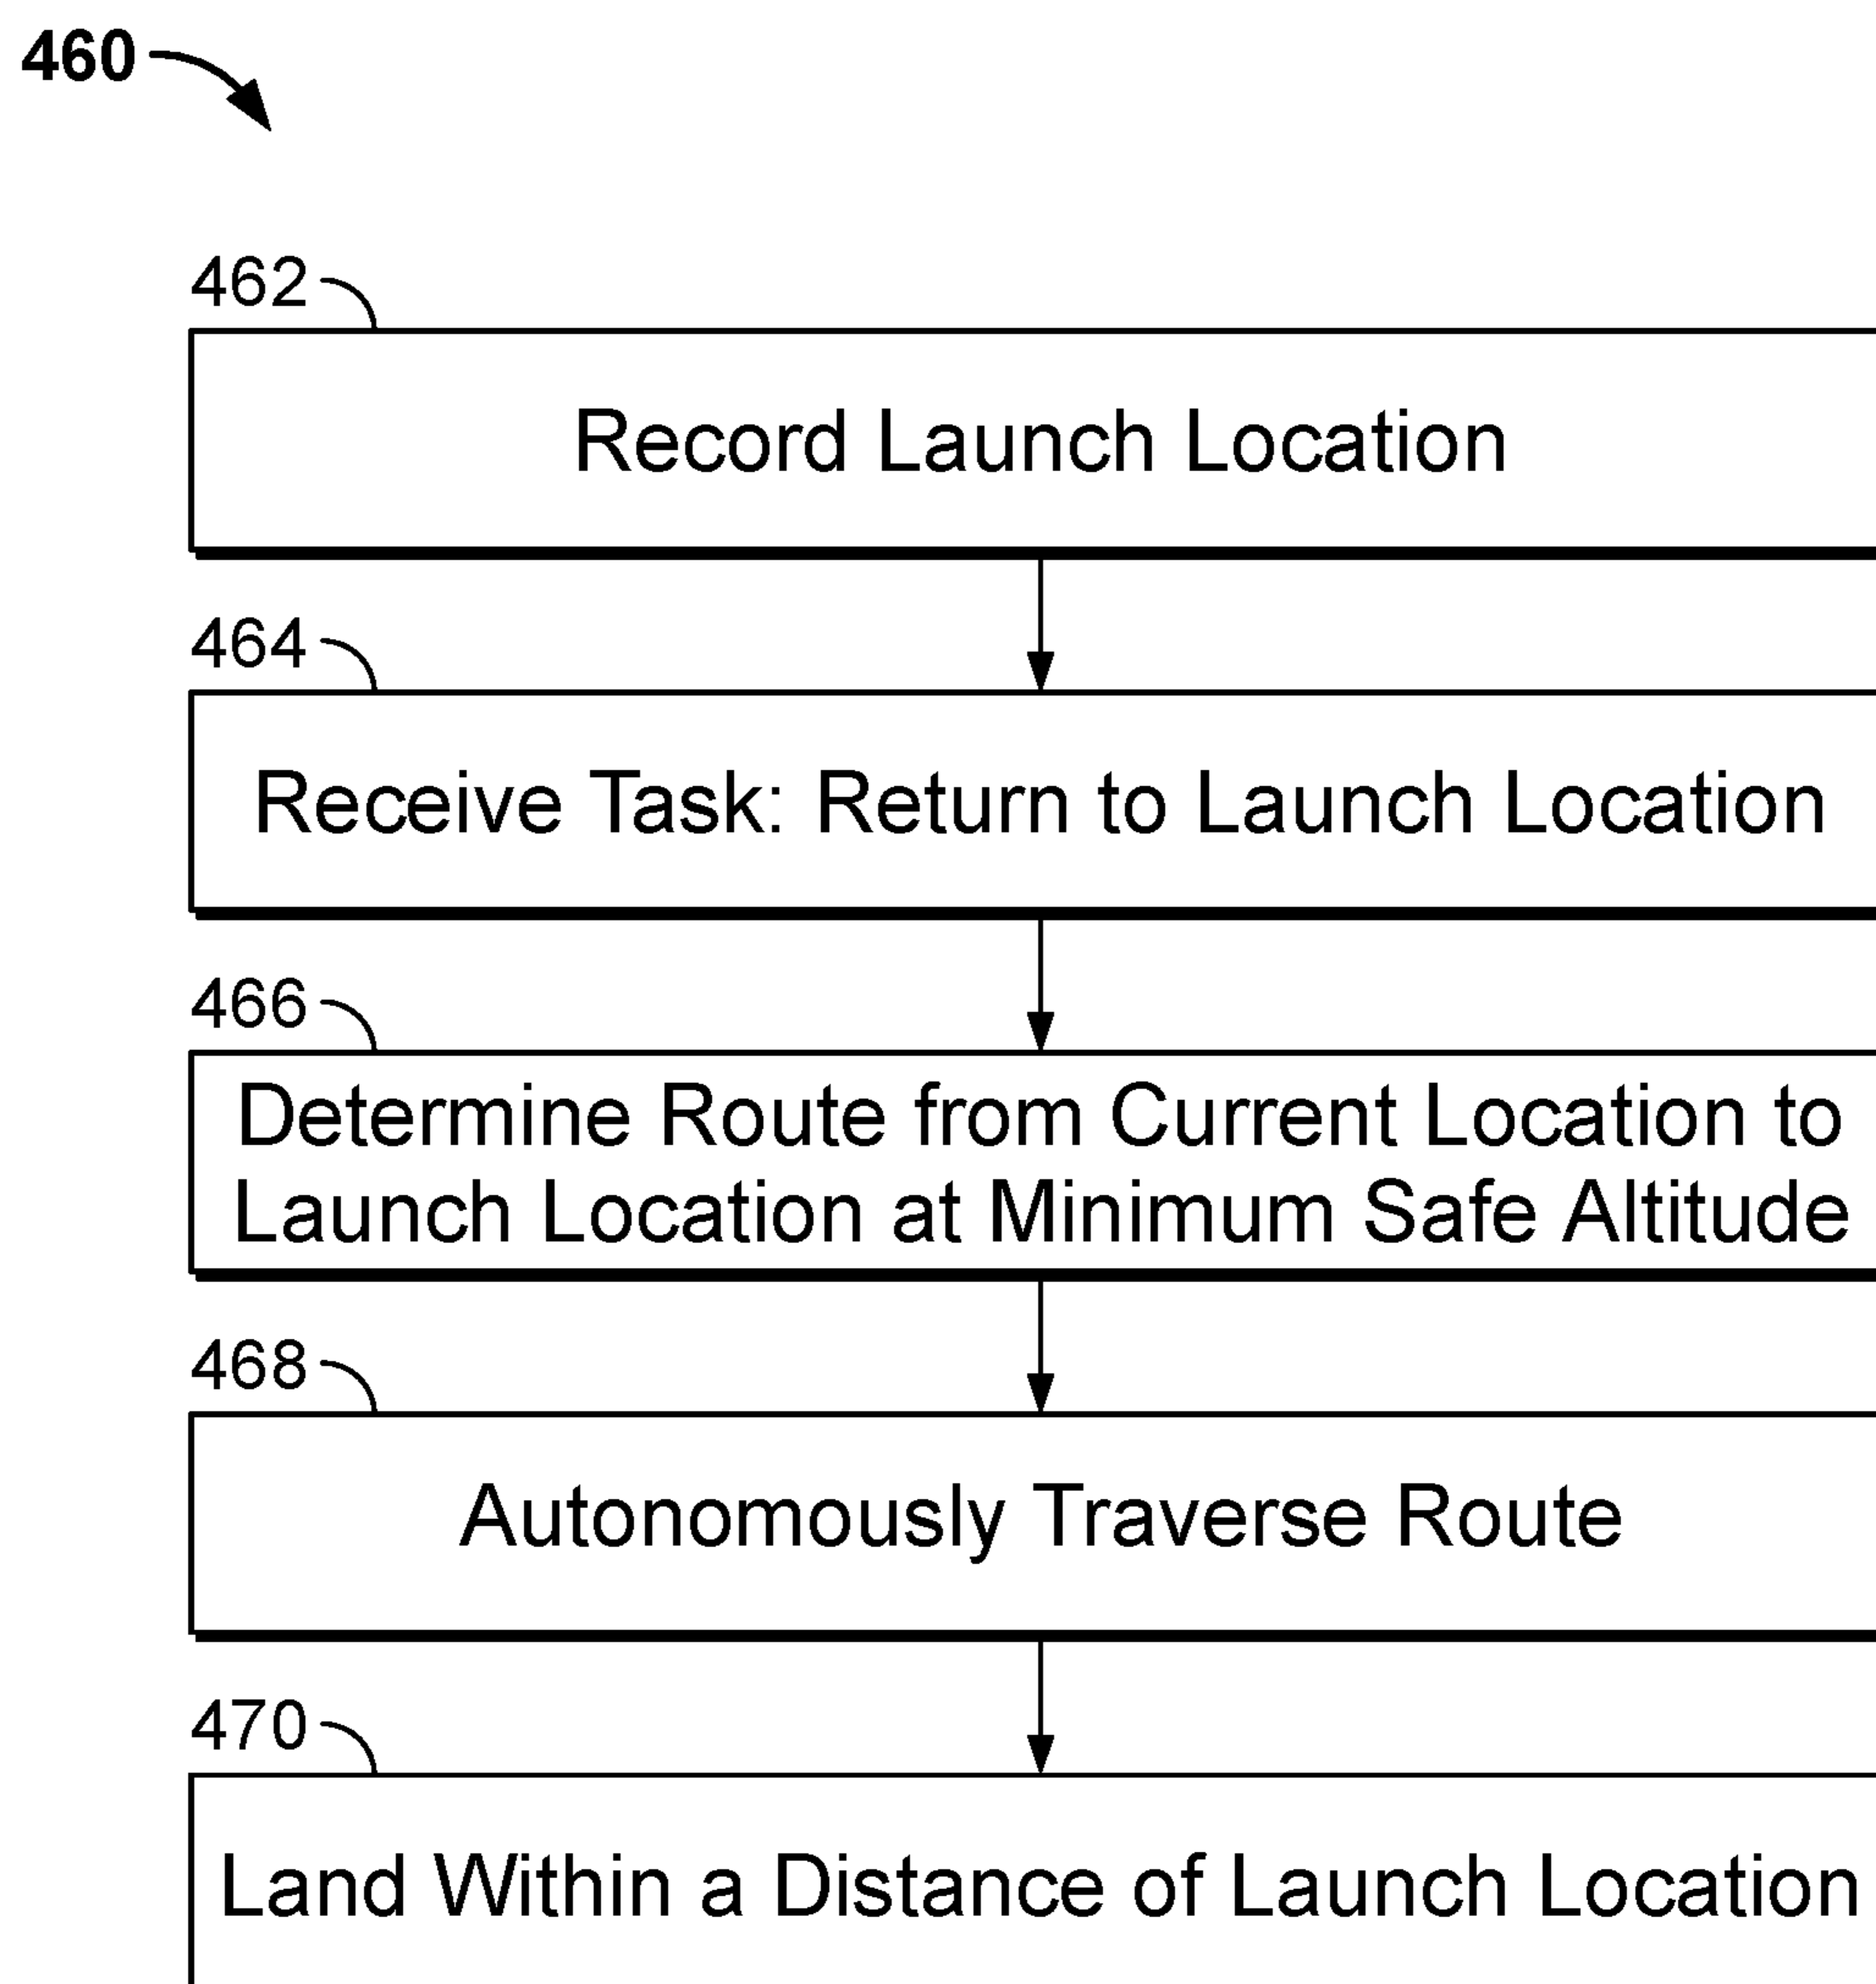 460
462
Record Launch Location
464
Receive Task: Return to Launch Location
466
Determine Route from Current Location to
Launch Location at Minimum Safe Altitude
468
Autonomously Traverse Route
470
Land Within a Distance of Launch Location